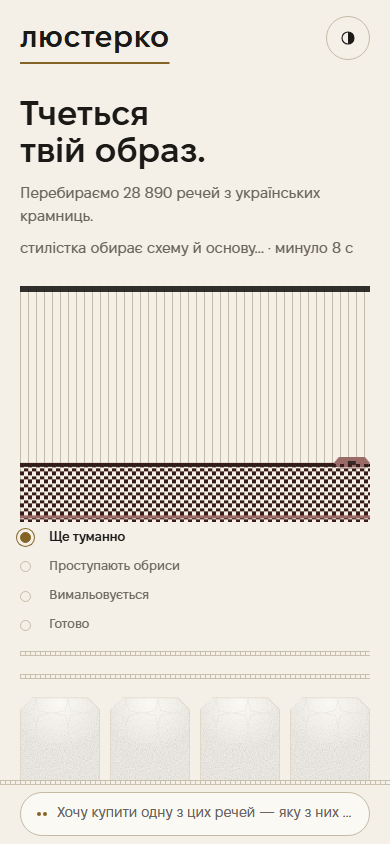 люстерко
Тчеться
твій образ.
Перебираємо 28 890 речей з українських
крамниць.
стилістка обирає схему й основу... · минуло 8 с
Ще туманно
Проступають обриси
Вимальовується
Готово
Хочу купити одну з цих речей — яку з них ...